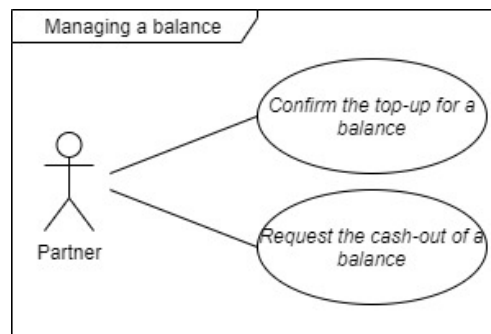 Managing a balance
Confirm the top-up for a
balance
Partner
Request the cash-out of a
balance